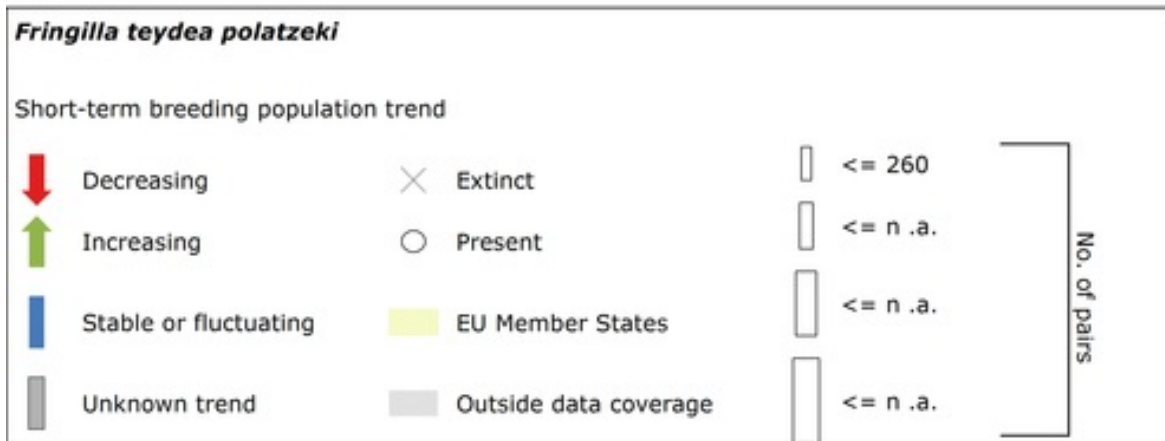 Fringilla teydea polatzeki
Short-term breeding population trend
Decreasing
Increasing
Stable or fluctuating
Unknown trend
Extinct
Present
EU Member States
Outside data coverage
<= 260
<= n .a.
<= n .a.
<= n .a.
No. of pairs